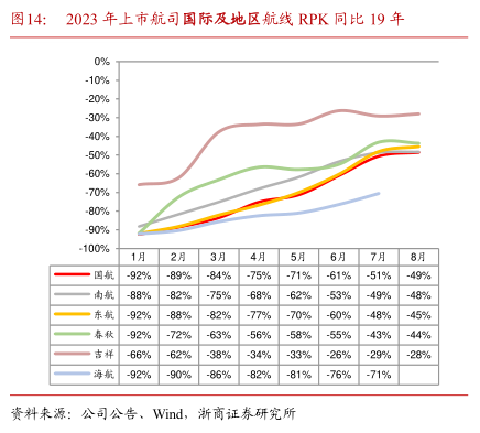 图14： 2023 年上市航司国际及地区航线 RPK 同比 19 年
0%
-10%
-20%
-30%
-40%
-50%
-60%
-70%
-80%
-90%
-100%
1月 2月 3月 4月 5月 6月 7月 8月
国航 -92% -89% -84% -75% -71% -61% -51% -49%
南航 -88% -82% -75% -68% -62% -53% -49% -48%
东航 -92% -88% -82% -77% -70% -60% -48% -45%
春秋 -92% -72% -63% -56% -58% -55% -43% -44%
吉祥 -66% -62% -38% -34% -33% -26% -29% -28%
海航 -92% -90% -86% -82% -81% -76% -71%
资料来源：公司公告、Wind，浙商证券研究所